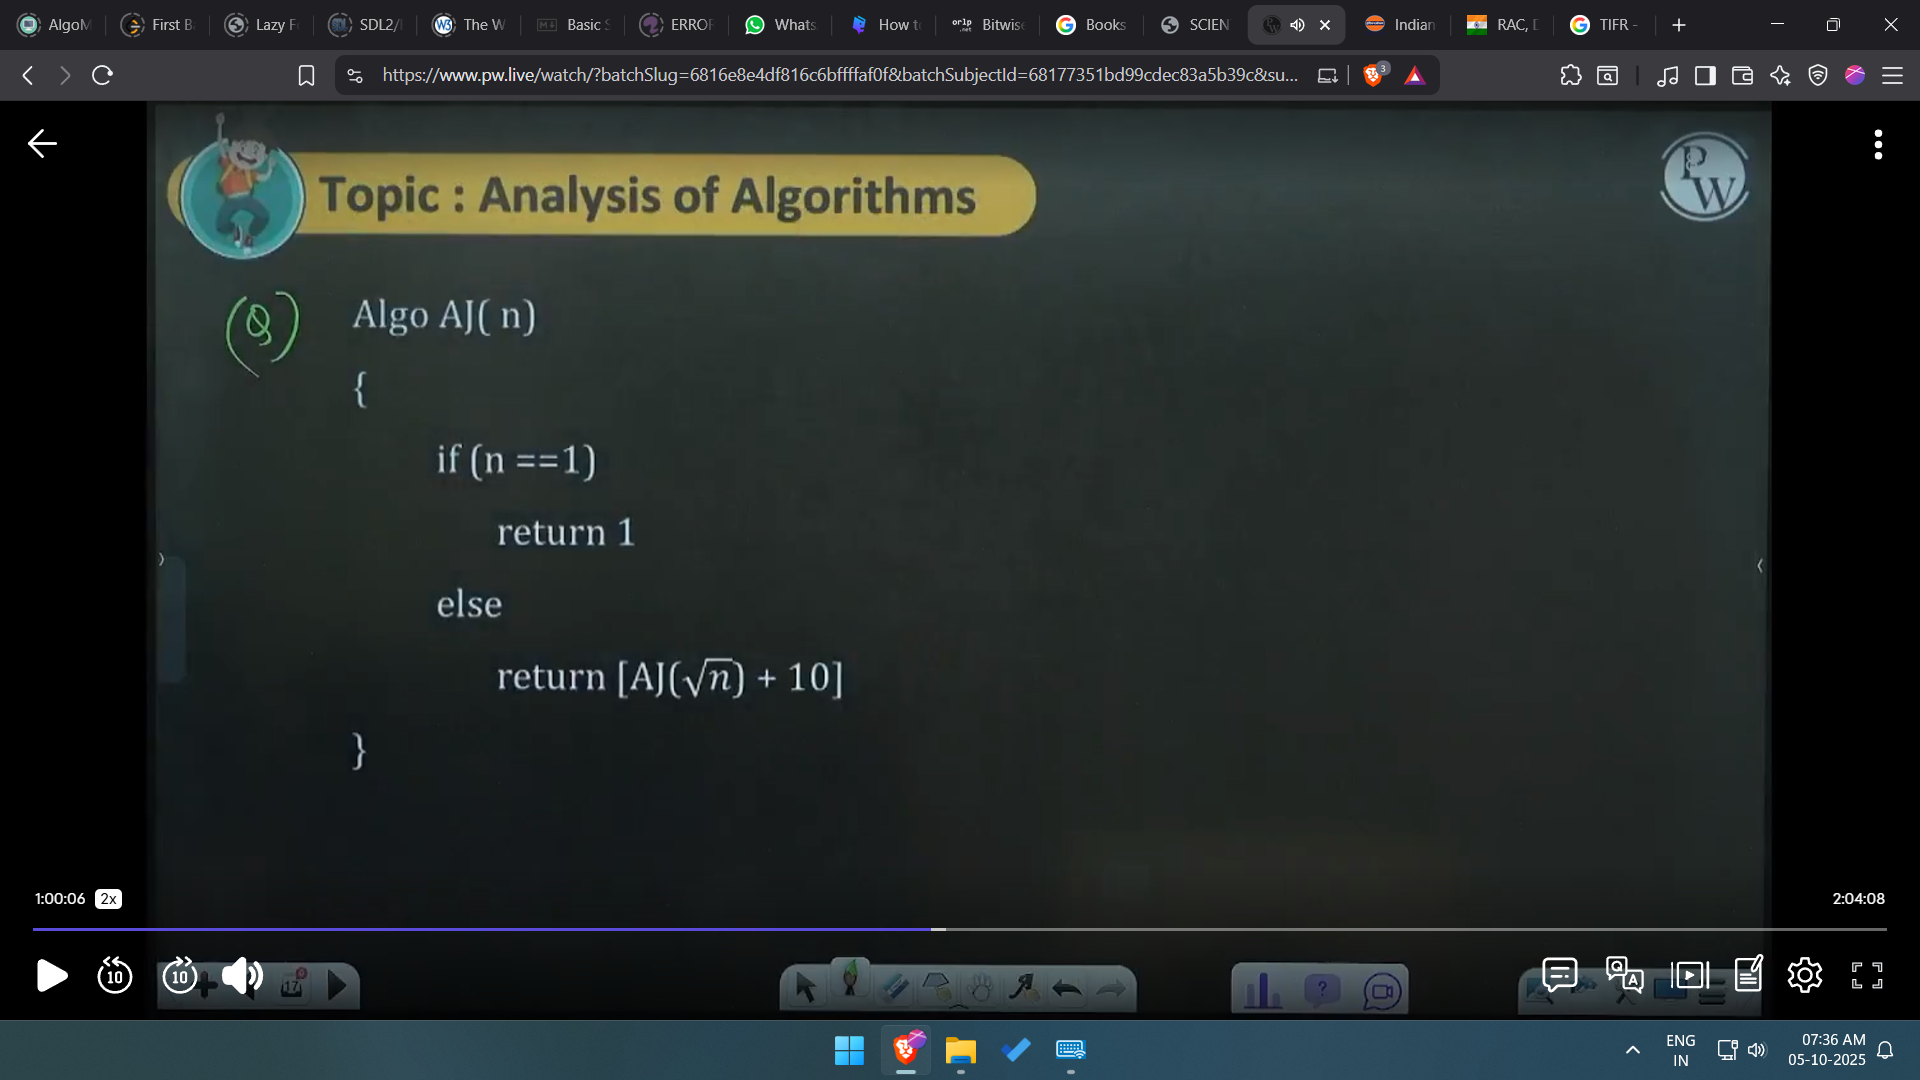 AlgoM
First B
Lazy F
SDL2/
The W
Basic S
ERROR
Whats
How to
Bitwise
Books
SCIEN
Indian
RAC, D
TIFR -
https://www.pw.live/watch/?batchSlug=6816e8e4df816c6bffffaf0f&batchSubjectId=68177351bd99cdec83a5b39c&su...
3
Topic : Analysis of Algorithms
PW
(Q)
Algo AJ( n)
{
if (n ==1)
return 1
else
return [AJ(√n) + 10]
}
1:00:06 2x
2:04:08
10
10
17
ENG
IN
07:36 AM
05-10-2025